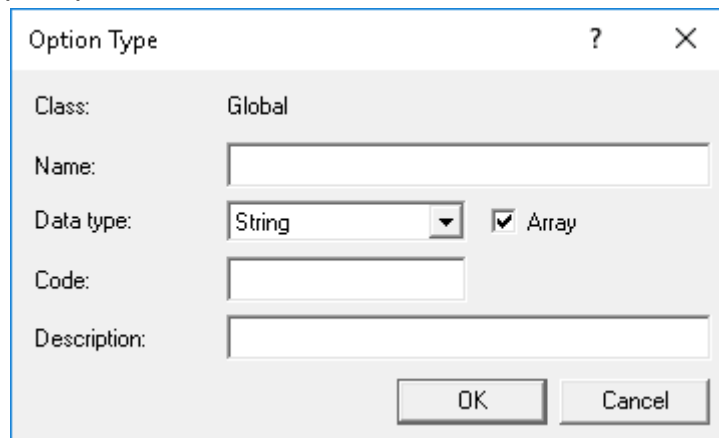 Option Type ?
Class: Global
Name:
Data type: String Array
Code:
Description:
OK Cancel